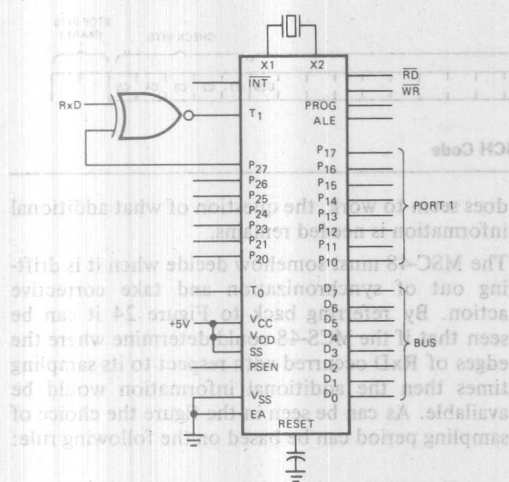 X1 X2
INT
RD
WR
RxD
T1
PROG
ALE
P27
P26
P25
P24
P23
P21
P20
P17
P16
P15
P14
P13
P12
P11
P10
PORT 1
T0
+5V
VCC
VDD
SS
PSEN
VSS
EA
D7
D6
D5
D4
D3
D2
D1
D0
BUS
RESET
CHECK BITS
Code
does seem to work, the question of what additional
information is needed remains.
The MSC-48 must somehow decide when it is drift-
ing out of synchronization and take corrective
action. By referring back to Figure 24 it can be
seen that if the MCS-48 could determine where the
edges of RxD occurred with respect to its sampling
times then the additional information would be
available. As can be seen in the figure the choice of
sampling period can be based on the following rule: